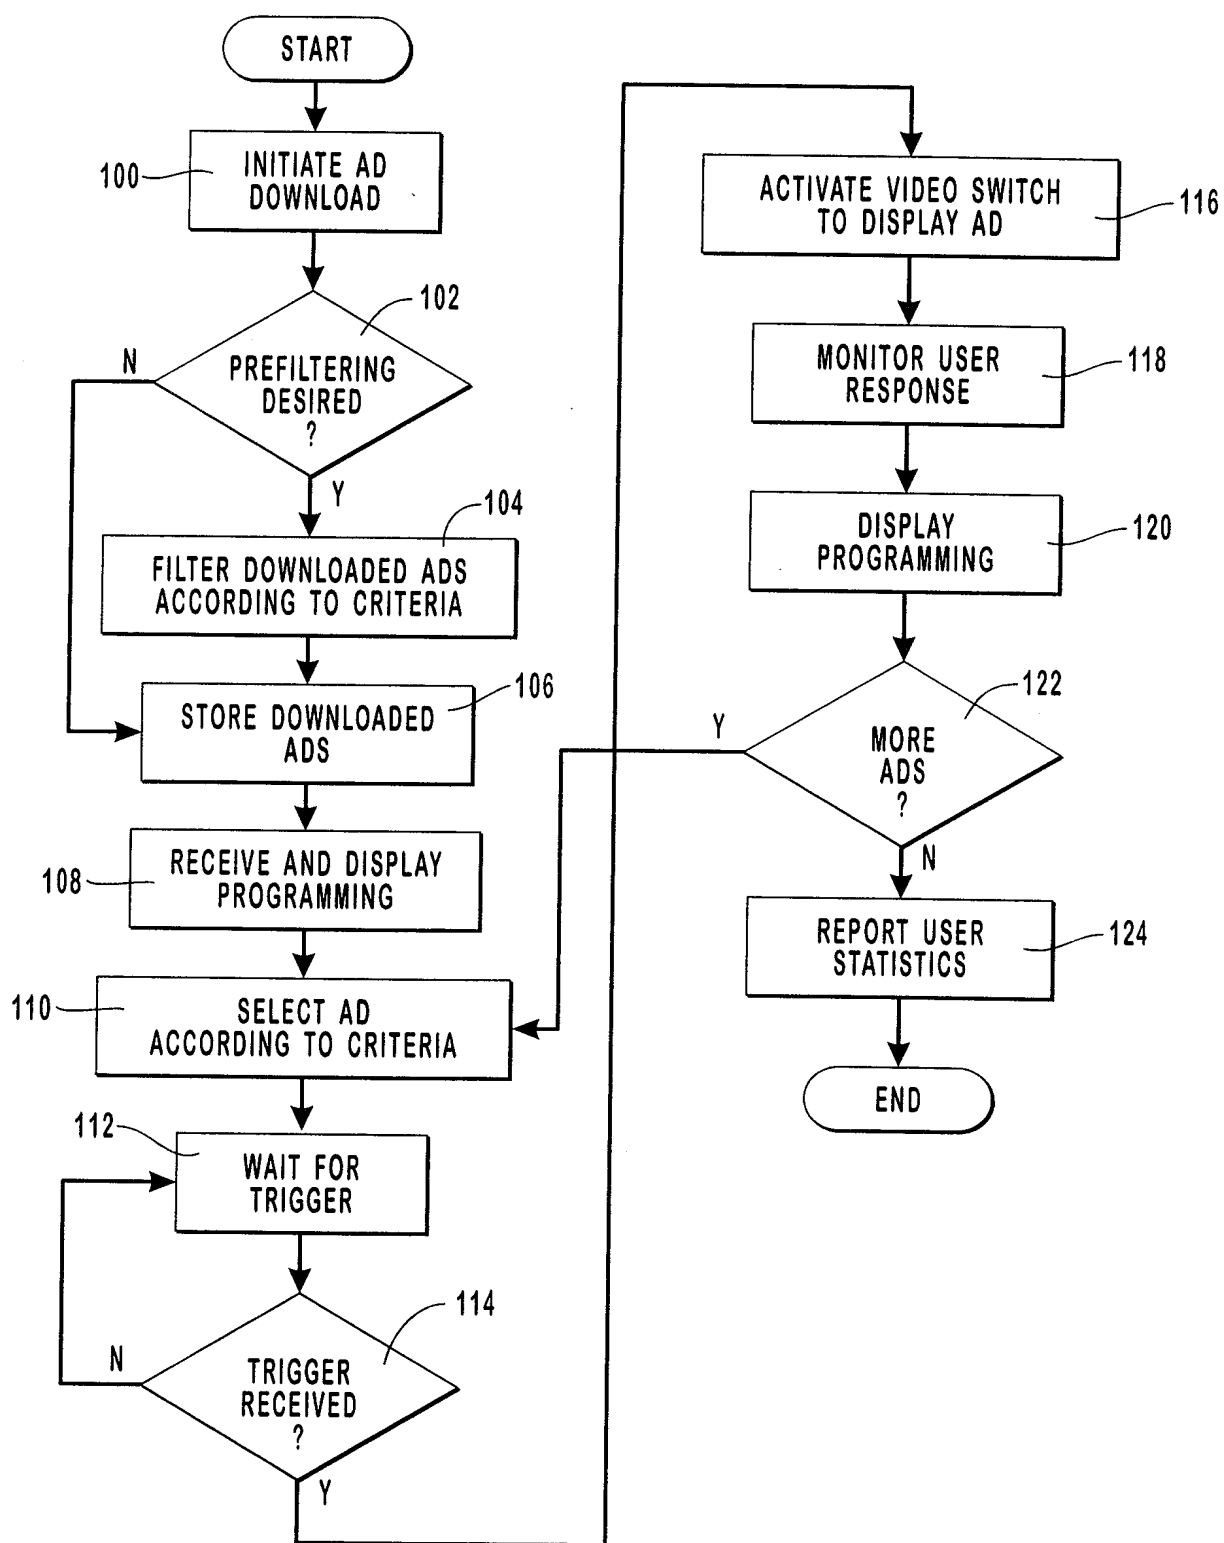 START
100
INITIATE AD
DOWNLOAD
102
N
PREFILTERING
DESIRED
?
Y
104
FILTER DOWNLOADED ADS
ACCORDING TO CRITERIA
106
STORE DOWNLOADED
ADS
108
RECEIVE AND DISPLAY
PROGRAMMING
110
SELECT AD
ACCORDING TO CRITERIA
112
WAIT FOR
TRIGGER
114
N
TRIGGER
RECEIVED
?
Y
ACTIVATE VIDEO SWITCH
TO DISPLAY AD
116
MONITOR USER
RESPONSE
118
DISPLAY
PROGRAMMING
120
122
Y
MORE
ADS
?
N
REPORT USER
STATISTICS
124
END